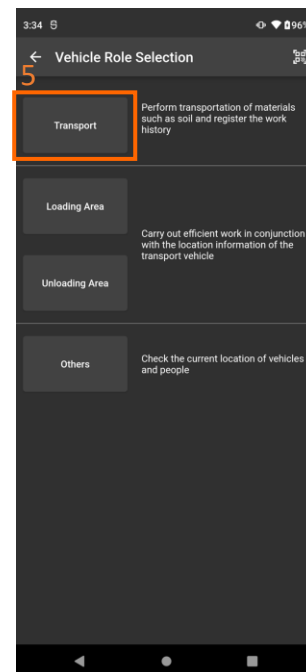 3:34
96%
Vehicle Role Selection
5
Transport
Perform transportation of materials
such as soil and register the work
history
Loading Area
Carry out efficient work in conjunction
with the location information of the
transport vehicle
Unloading Area
Others
Check the current location of vehicles
and people